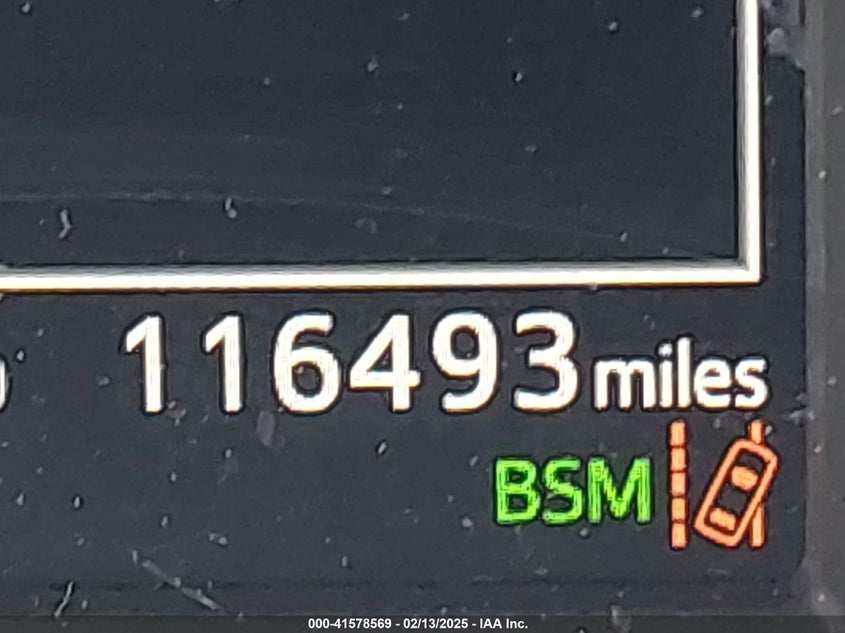 116493 miles
BSM
000-41578569 - 02/13/2025 - IAA Inc.